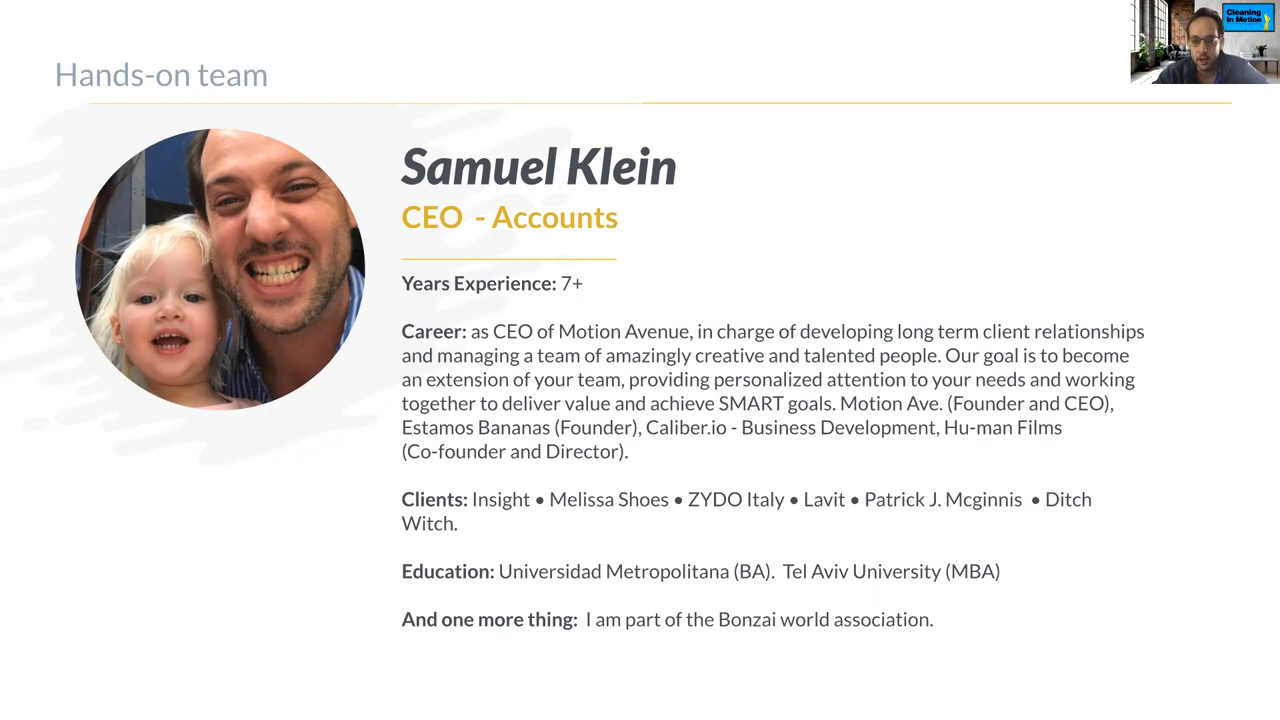 Cleaning
in Motion
Hands-on team
Samuel Klein
CEO - Accounts
Years Experience: 7+
Career: as CEO of Motion Avenue, in charge of developing long term client relationships
and managing a team of amazingly creative and talented people. Our goal is to become
an extension of your team, providing personalized attention to your needs and working
together to deliver value and achieve SMART goals. Motion Ave. (Founder and CEO),
Estamos Bananas (Founder), Caliber.io - Business Development, Hu-man Films
(Co-founder and Director).
Clients: Insight • Melissa Shoes • ZYDO Italy • Lavit • Patrick J. Mcginnis • Ditch
Witch.
Education: Universidad Metropolitana (BA). Tel Aviv University (MBA)
And one more thing: I am part of the Bonzai world association.